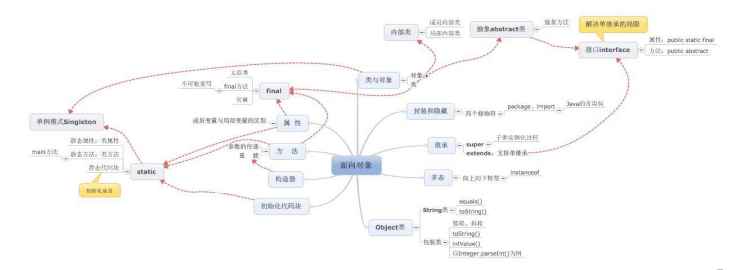 解决单继承的局限
成员内部类
局部内部类
内部类
抽象abstract类
抽象方法
接口interface
属性：public static final
方法：public abstract
类与对象
对象
类
太监类
final方法
不可被重写
常量
final
封装和隐藏
四个修饰符
package、import
Java的常用包
单例模式Singleton
成员变量与局部变量的区别
属 性
继承
super
子类实例化过程
extends：支持单继承
参数的传递
重 载
方 法
面向对象
静态属性：类属性
静态方法：类方法
main方法
静态代码块
static
初始化成员
构造器
多态
向上向下转型
instanceof
初始化代码块
Object类
String类
equals()
toString()
包装类
装箱、拆箱
toString()
intValue()
以Integer.parseInt()为例